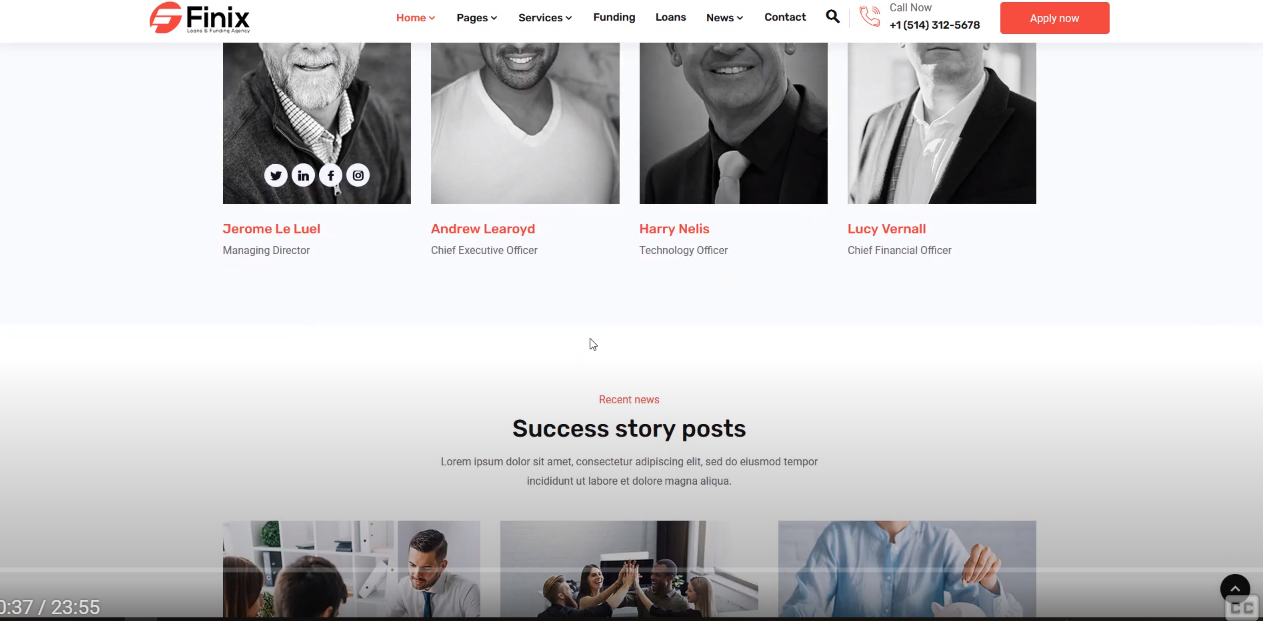 Finix
Loans & Funding Agency
Home Pages Services Funding Loans News Contact
Call Now
+1 (514) 312-5678
Apply now
Jerome Le Luel
Managing Director
Andrew Learoyd
Chief Executive Officer
Harry Nelis
Technology Officer
Lucy Vernall
Chief Financial Officer
Recent news
Success story posts
Lorem ipsum dolor sit amet, consectetur adipiscing elit, sed do eiusmod tempor
incididunt ut labore et dolore magna aliqua.
0:37 / 23:55
CC